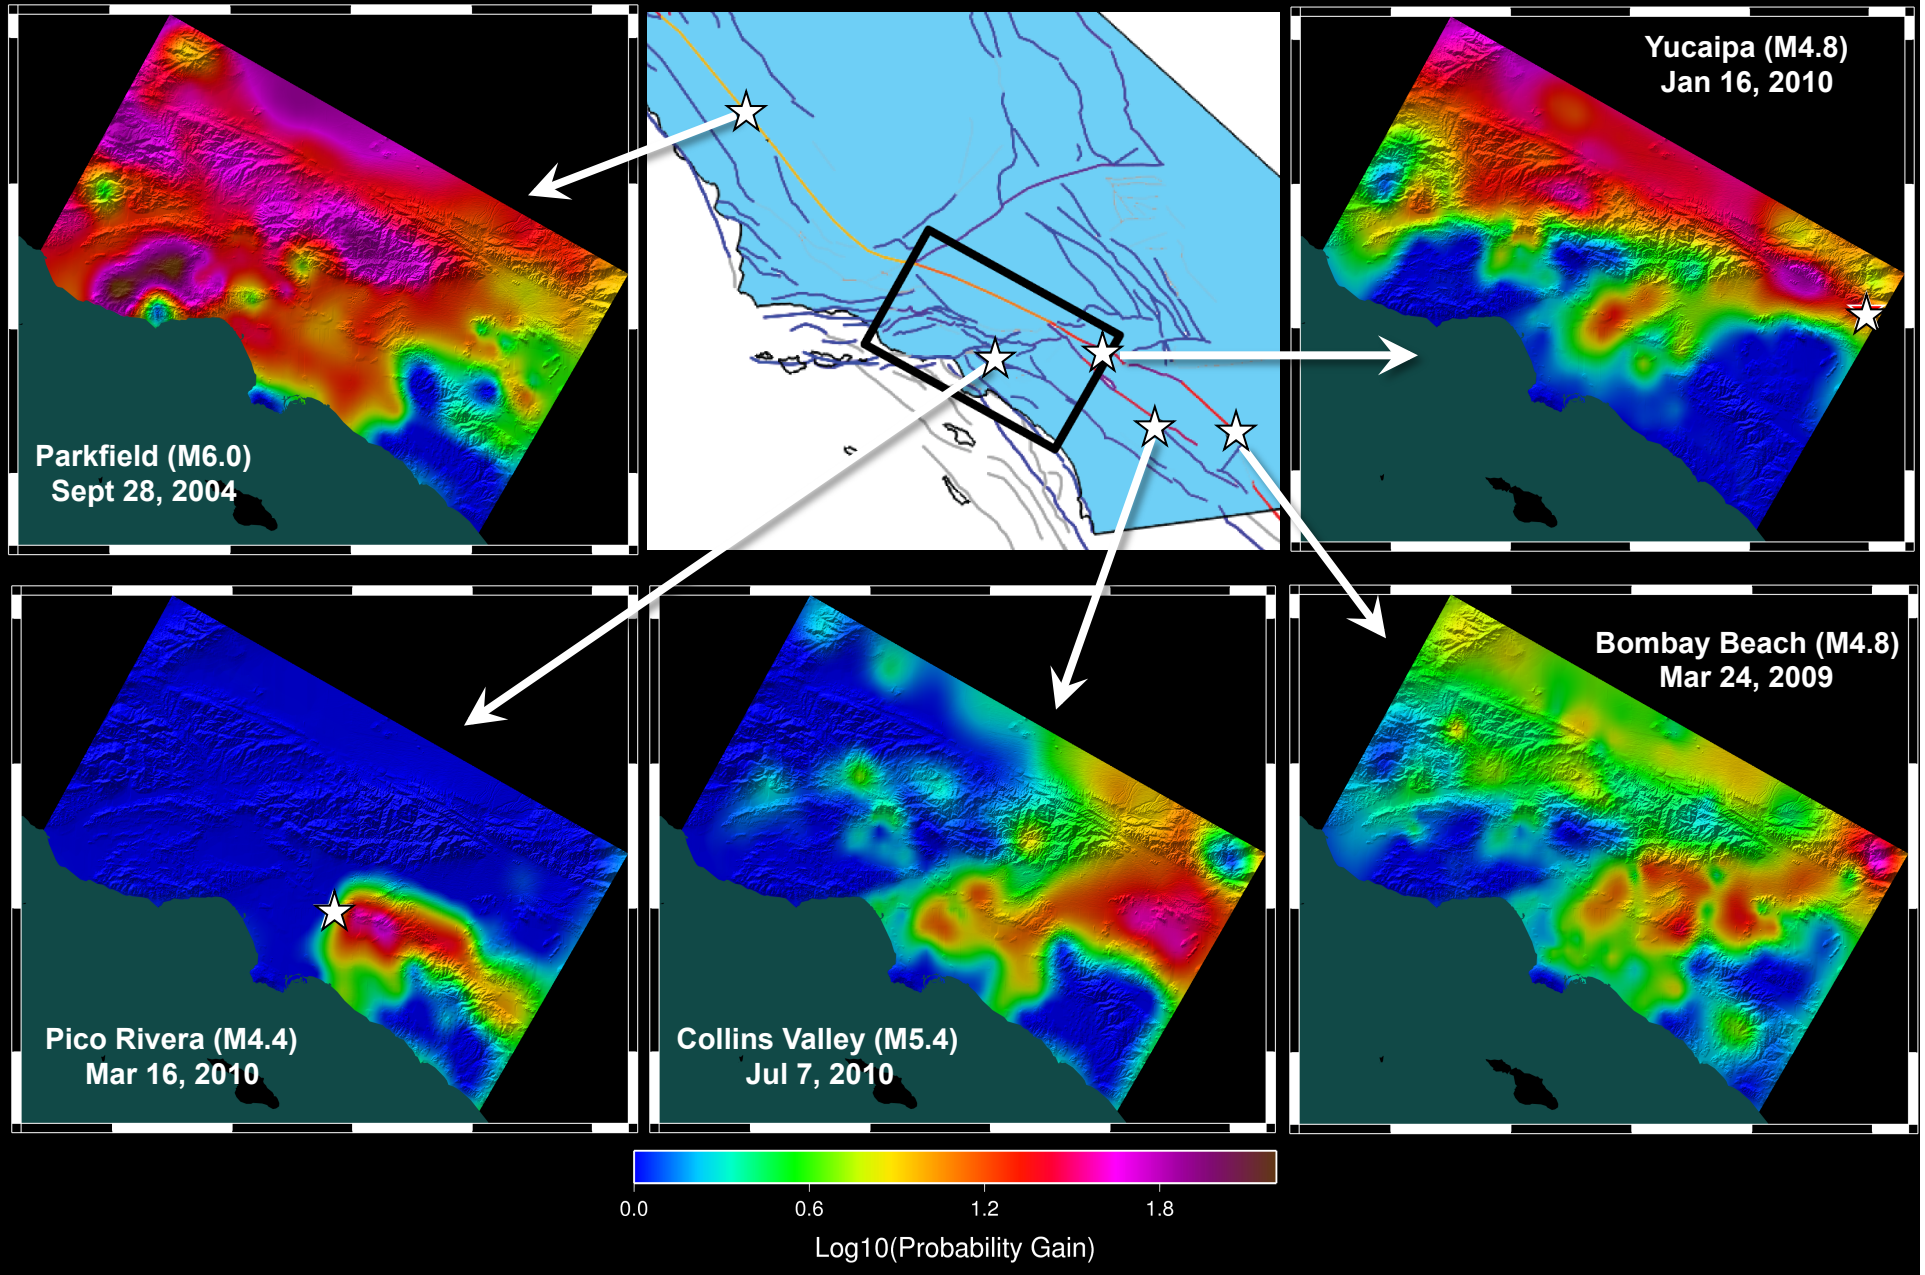 Parkfield (M6.0)
Sept 28, 2004
Yucaipa (M4.8)
Jan 16, 2010
Pico Rivera (M4.4)
Mar 16, 2010
Collins Valley (M5.4)
Jul 7, 2010
Bombay Beach (M4.8)
Mar 24, 2009
0.0 0.6 1.2 1.8
Log10(Probability Gain)